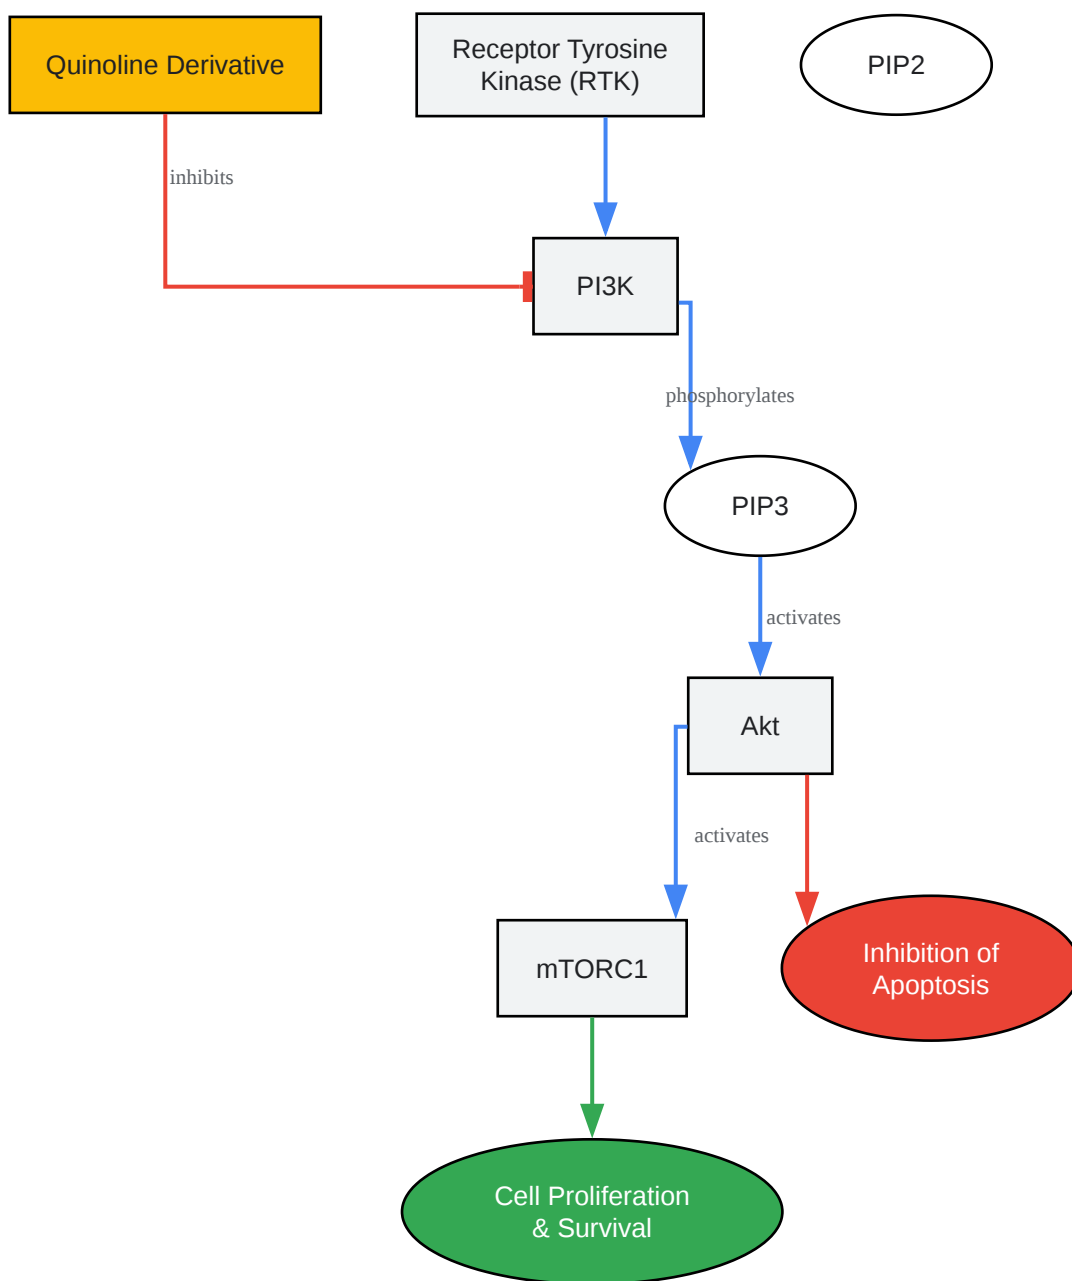 Quinoline Derivative
Receptor Tyrosine
Kinase (RTK)
PIP2
inhibits
PI3K
phosphorylates
PIP3
activates
Akt
activates
Inhibition of
Apoptosis
mTORC1
Cell Proliferation
& Survival